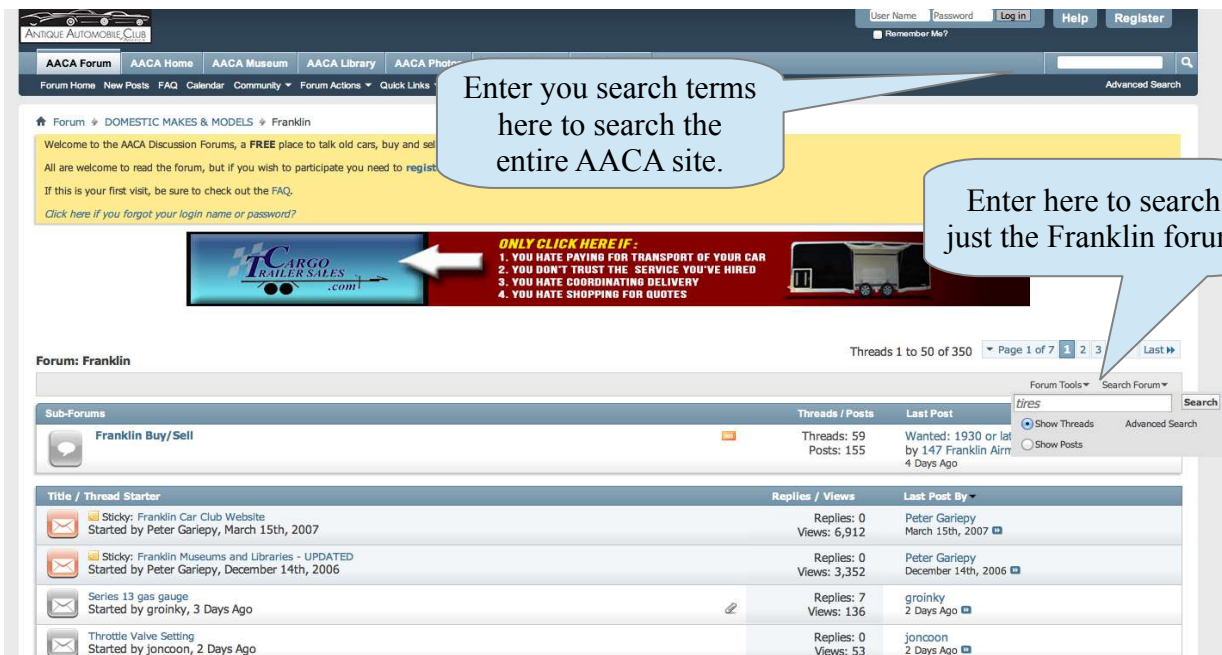 ANTIQUE AUTOMOBILE CLUB
User Name Password Log in Help Register
Remember Me?
AACA Forum AACA Home AACA Museum AACA Library AACA Photos
Forum Home New Posts FAQ Calendar Community Forum Actions Quick Links Advanced Search
Enter you search terms
here to search the
entire AACA site.
Forum DOMESTIC MAKES & MODELS Franklin
Welcome to the AACA Discussion Forums, a FREE place to talk old cars, buy and sel
All are welcome to read the forum, but if you wish to participate you need to regist
If this is your first visit, be sure to check out the FAQ.
Click here if you forgot your login name or password?
Enter here to search
just the Franklin forum
TCARGO
TRAILER SALES
.com
ONLY CLICK HERE IF :
1. YOU HATE PAYING FOR TRANSPORT OF YOUR CAR
2. YOU DON'T TRUST THE SERVICE YOU'VE HIRED
3. YOU HATE COORDINATING DELIVERY
4. YOU HATE SHOPPING FOR QUOTES
Threads 1 to 50 of 350 Page 1 of 7 1 2 3 Last
Forum: Franklin
Forum Tools Search Forum
tires Search
Show Threads Advanced Search
Show Posts
Sub-Forums Threads / Posts Last Post
Franklin Buy/Sell Threads: 59 Wanted: 1930 or lat
Posts: 155 by 147 Franklin Airm
4 Days Ago
Title / Thread Starter Replies / Views Last Post By
Sticky: Franklin Car Club Website Replies: 0 Peter Gariepy
Started by Peter Gariepy, March 15th, 2007 Views: 6,912 March 15th, 2007
Sticky: Franklin Museums and Libraries - UPDATED Replies: 0 Peter Gariepy
Started by Peter Gariepy, December 14th, 2006 Views: 3,352 December 14th, 2006
Series 13 gas gauge Replies: 7 groinky
Started by groinky, 3 Days Ago Views: 136 2 Days Ago
Throttle Valve Setting Replies: 0 joncoon
Started by joncoon, 2 Days Ago Views: 53 2 Days Ago